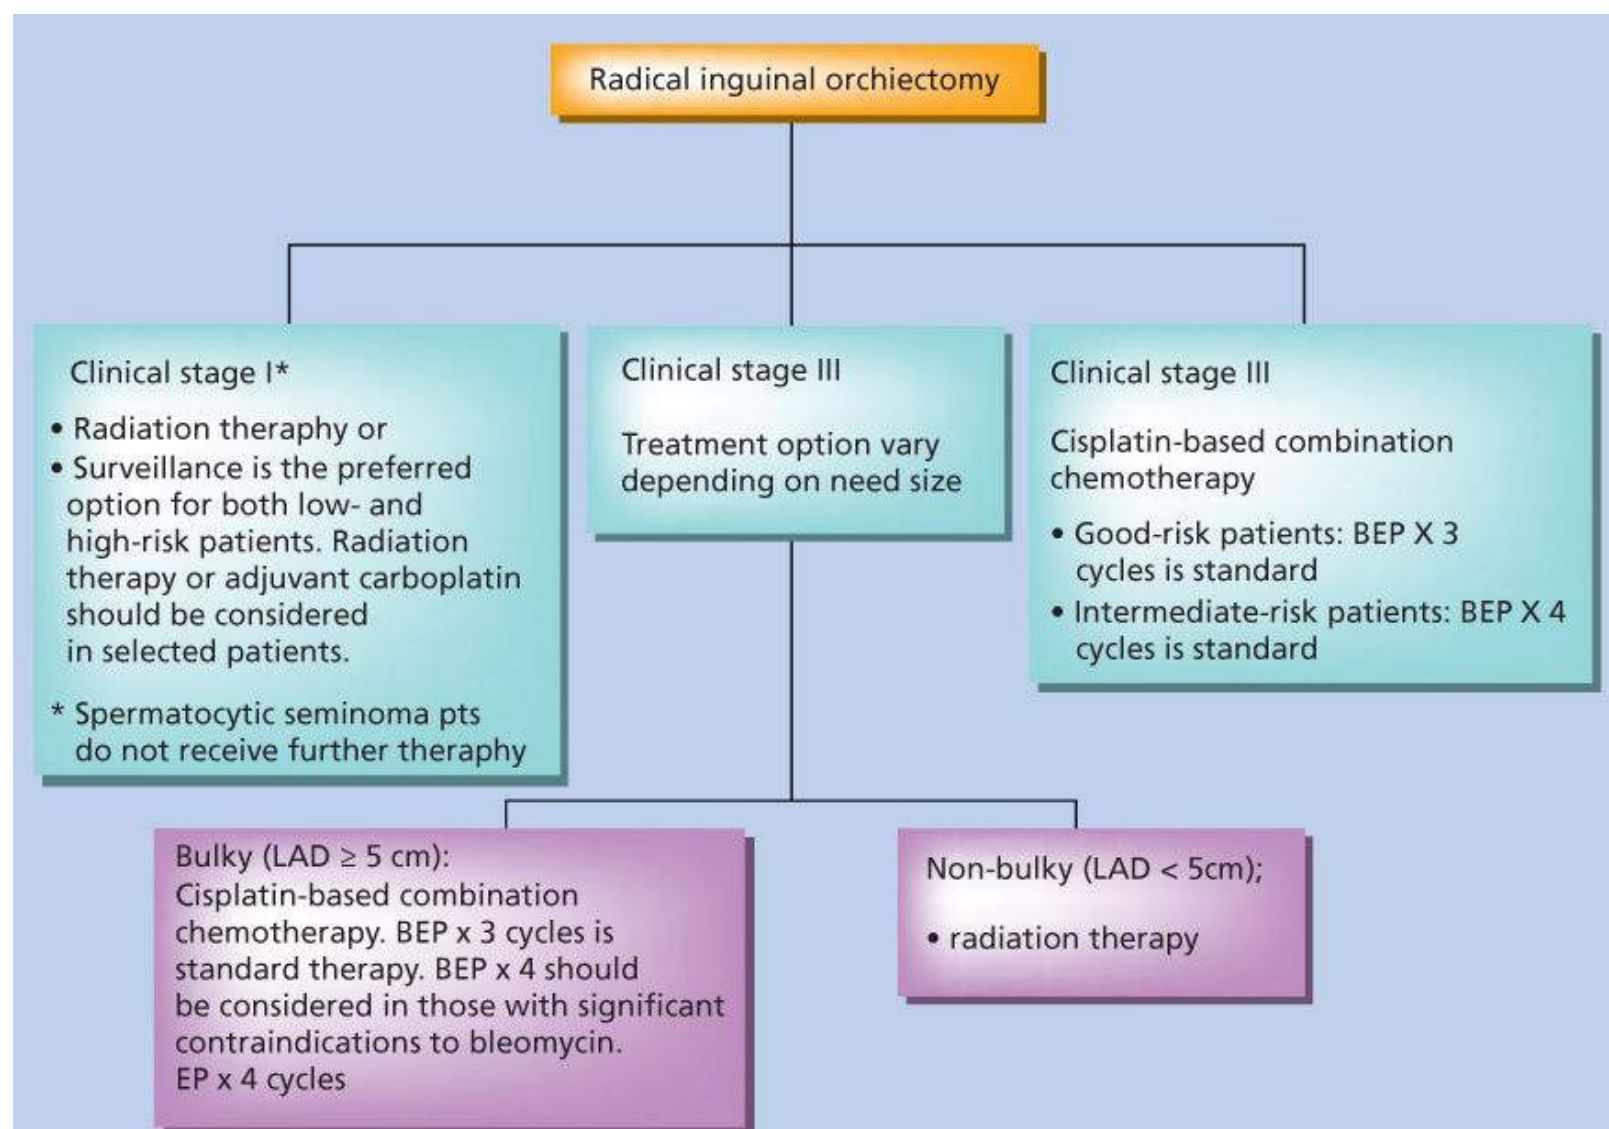 Radical inguinal orchiectomy
Clinical stage I*
• Radiation theraphy or
• Surveillance is the preferred
option for both low- and
high-risk patients. Radiation
therapy or adjuvant carboplatin
should be considered
in selected patients.
* Spermatocytic seminoma pts
do not receive further theraphy
Clinical stage III
Treatment option vary
depending on need size
Clinical stage III
Cisplatin-based combination
chemotherapy
• Good-risk patients: BEP X 3
cycles is standard
• Intermediate-risk patients: BEP X 4
cycles is standard
Bulky (LAD ≥ 5 cm):
Cisplatin-based combination
chemotherapy. BEP x 3 cycles is
standard therapy. BEP x 4 should
be considered in those with significant
contraindications to bleomycin.
EP x 4 cycles
Non-bulky (LAD < 5cm);
• radiation therapy